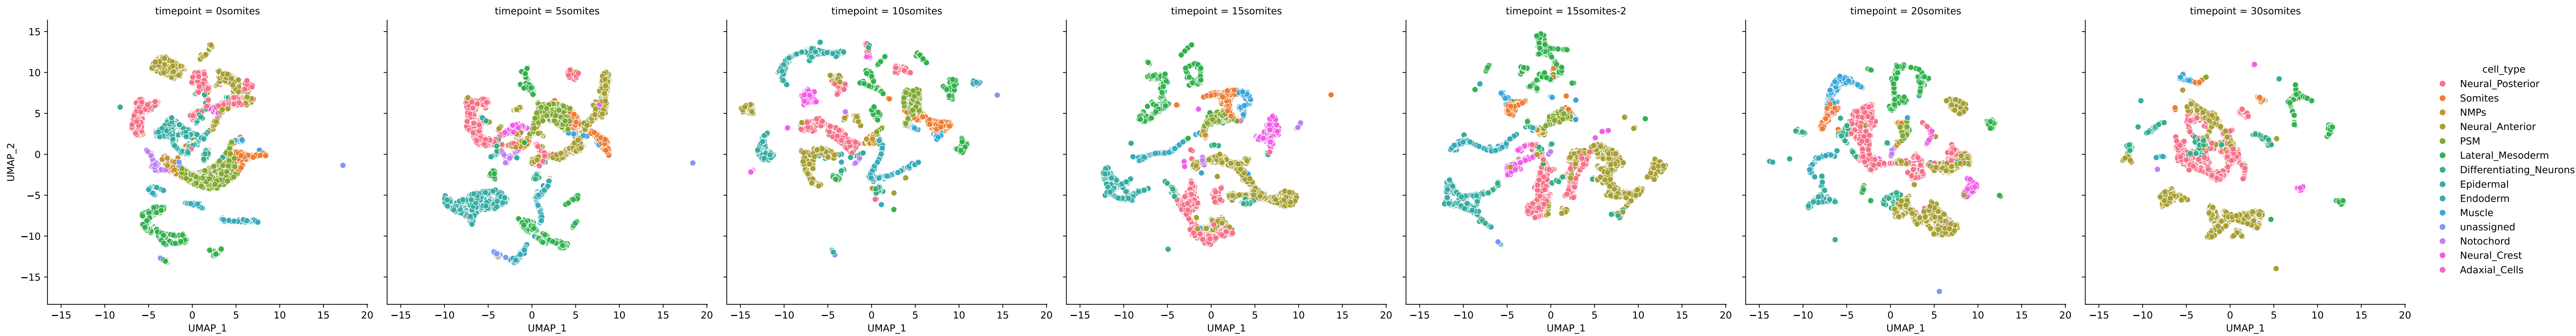 timepoint = 0somites
timepoint = 5somites
timepoint = 10somites
timepoint = 15somites
timepoint = 15somites-2
timepoint = 20somites
timepoint = 30somites
UMAP_2
15
10
5
0
−5
−10
−15
−15 −10 −5 0 5 10 15 20
−15 −10 −5 0 5 10 15 20
−15 −10 −5 0 5 10 15 20
−15 −10 −5 0 5 10 15 20
−15 −10 −5 0 5 10 15 20
−15 −10 −5 0 5 10 15 20
−15 −10 −5 0 5 10 15 20
UMAP_1
UMAP_1
UMAP_1
UMAP_1
UMAP_1
UMAP_1
UMAP_1
cell_type
Neural_Posterior
Somites
NMPs
Neural_Anterior
PSM
Lateral_Mesoderm
Differentiating_Neurons
Epidermal
Endoderm
Muscle
unassigned
Notochord
Neural_Crest
Adaxial_Cells